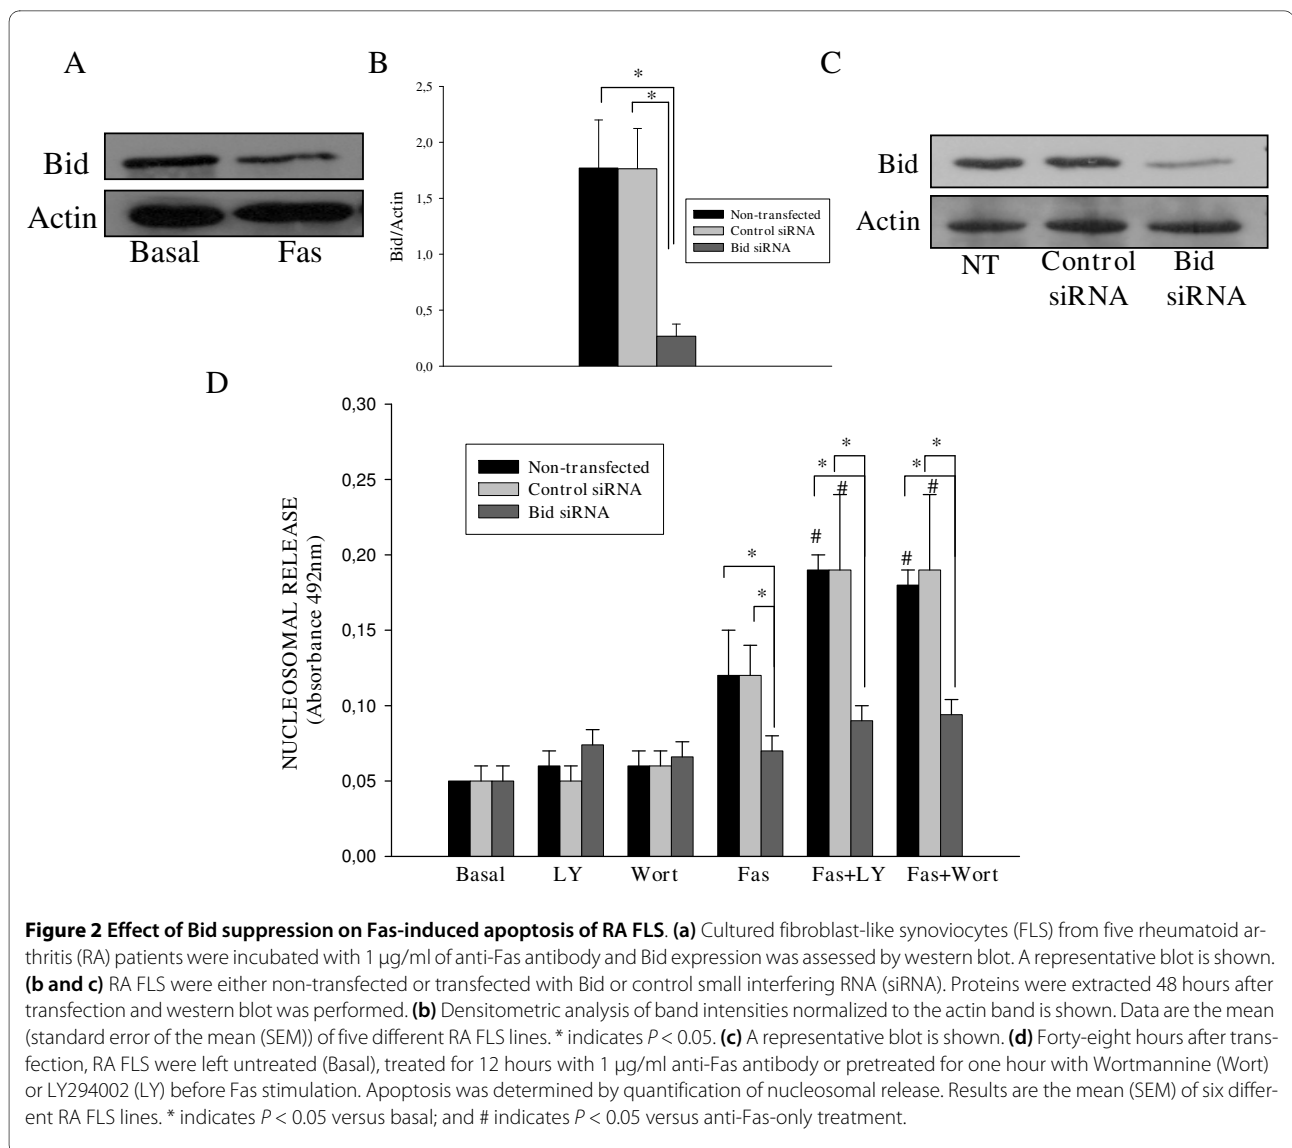 A
Bid
Actin
Basal Fas
B
2,5
2,0
1,5
1,0
0,5
0,0
Bid/Actin
*
*
Non-transfected
Control siRNA
Bid siRNA
C
Bid
Actin
NT Control siRNA Bid siRNA
D
0,30
0,25
0,20
0,15
0,10
0,05
0,00
NUCLEOSOMAL RELEASE
(Absorbance 492nm)
Non-transfected
Control siRNA
Bid siRNA
*
*
*
*
#
#
*
*
#
#
Basal LY Wort Fas Fas+LY Fas+Wort
Figure 2 Effect of Bid suppression on Fas-induced apoptosis of RA FLS. (a) Cultured fibroblast-like synoviocytes (FLS) from five rheumatoid ar-
thritis (RA) patients were incubated with 1 μg/ml of anti-Fas antibody and Bid expression was assessed by western blot. A representative blot is shown.
(b and c) RA FLS were either non-transfected or transfected with Bid or control small interfering RNA (siRNA). Proteins were extracted 48 hours after
transfection and western blot was performed. (b) Densitometric analysis of band intensities normalized to the actin band is shown. Data are the mean
(standard error of the mean (SEM)) of five different RA FLS lines. * indicates P < 0.05. (c) A representative blot is shown. (d) Forty-eight hours after trans-
fection, RA FLS were left untreated (Basal), treated for 12 hours with 1 μg/ml anti-Fas antibody or pretreated for one hour with Wortmannine (Wort)
or LY294002 (LY) before Fas stimulation. Apoptosis was determined by quantification of nucleosomal release. Results are the mean (SEM) of six differ-
ent RA FLS lines. * indicates P < 0.05 versus basal; and # indicates P < 0.05 versus anti-Fas-only treatment.